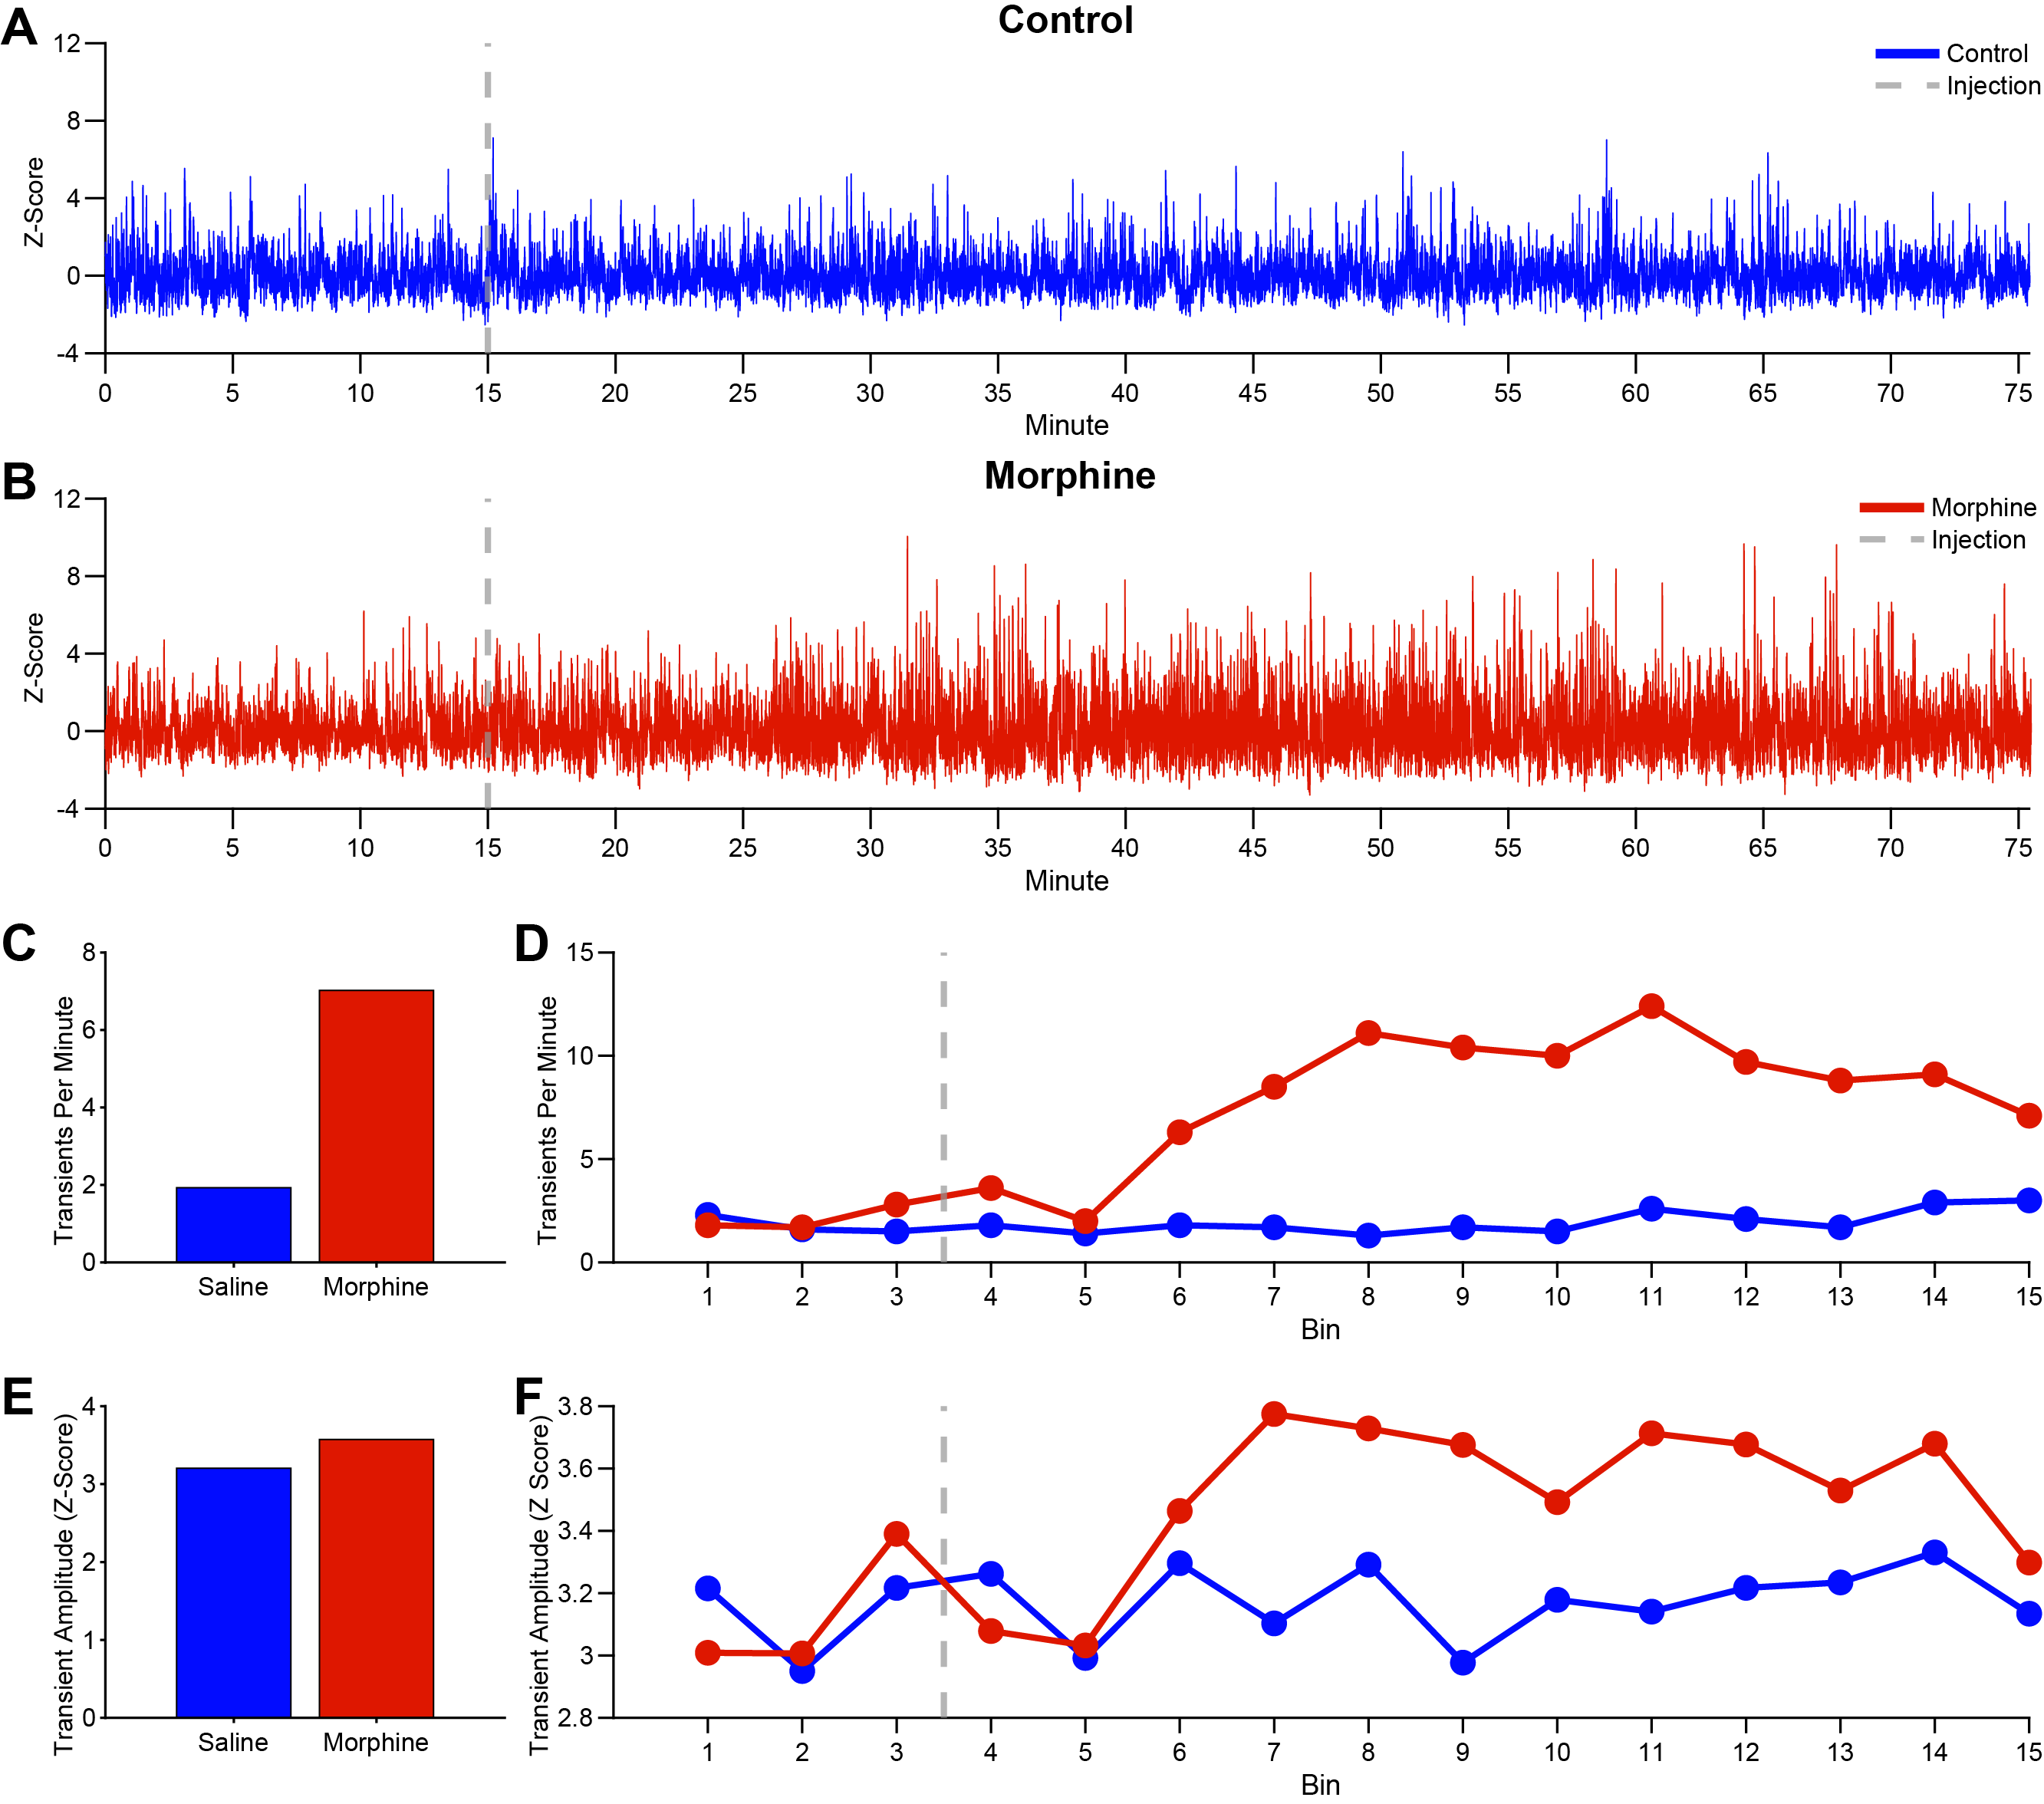 A
Control
12
8
4
0
-4
Z-Score
Control
Injection
0 5 10 15 20 25 30 35 40 45 50 55 60 65 70 75
Minute
B
Morphine
12
8
4
0
-4
Z-Score
Morphine
Injection
0 5 10 15 20 25 30 35 40 45 50 55 60 65 70 75
Minute
C
8
6
4
2
0
Transients Per Minute
Saline Morphine
D
15
10
5
0
Transients Per Minute
1 2 3 4 5 6 7 8 9 10 11 12 13 14 15
Bin
E
4
3
2
1
0
Transient Amplitude (Z-Score)
Saline Morphine
F
3.8
3.6
3.4
3.2
3
2.8
Transient Amplitude (Z Score)
1 2 3 4 5 6 7 8 9 10 11 12 13 14 15
Bin